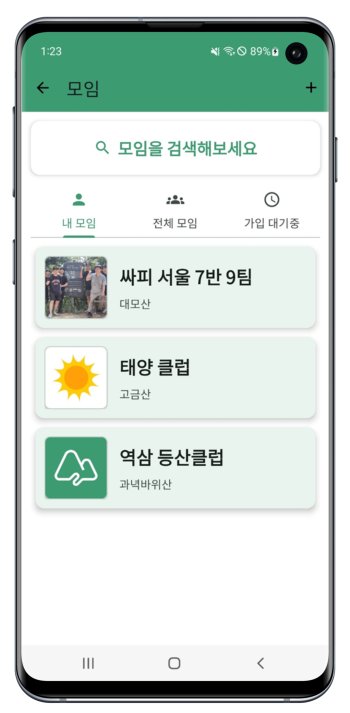 1:23
89%
모임
모임을 검색해보세요
내 모임
전체 모임
가입 대기중
싸피 서울 7반 9팀
대모산
태양 클럽
고금산
역삼 등산클럽
과녁바위산